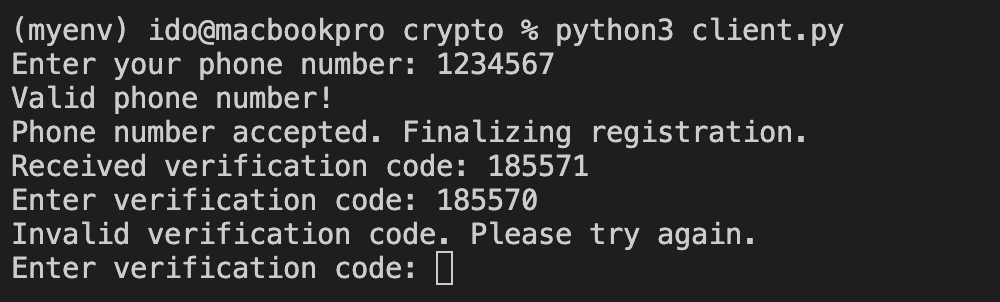 (myenv) ido@macbookpro crypto % python3 client.py
Enter your phone number: 1234567
Valid phone number!
Phone number accepted. Finalizing registration.
Received verification code: 185571
Enter verification code: 185570
Invalid verification code. Please try again.
Enter verification code: